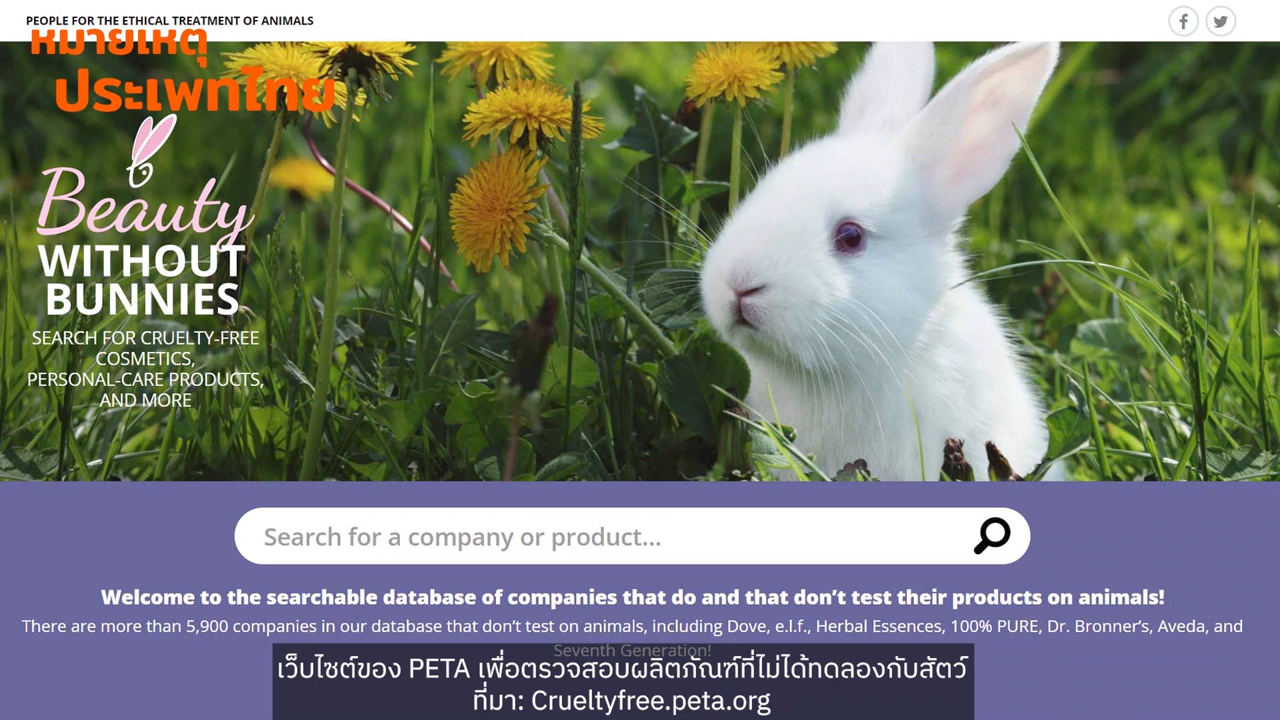 PEOPLE FOR THE ETHICAL TREATMENT OF ANIMALS
หมายเหตุ
ประเพทไทย
Beauty
WITHOUT
BUNNIES
SEARCH FOR CRUELTY-FREE
COSMETICS,
PERSONAL-CARE PRODUCTS,
AND MORE
Search for a company or product...
Welcome to the searchable database of companies that do and that don’t test their products on animals!
There are more than 5,900 companies in our database that don’t test on animals, including Dove, e.l.f., Herbal Essences, 100% PURE, Dr. Bronner’s, Aveda, and
Seventh Generation!
เว็บไซต์ของ PETA เพื่อตรวจสอบผลิตภัณฑ์ที่ไม่ได้ทดลองกับสัตว์
ที่มา: Crueltyfree.peta.org